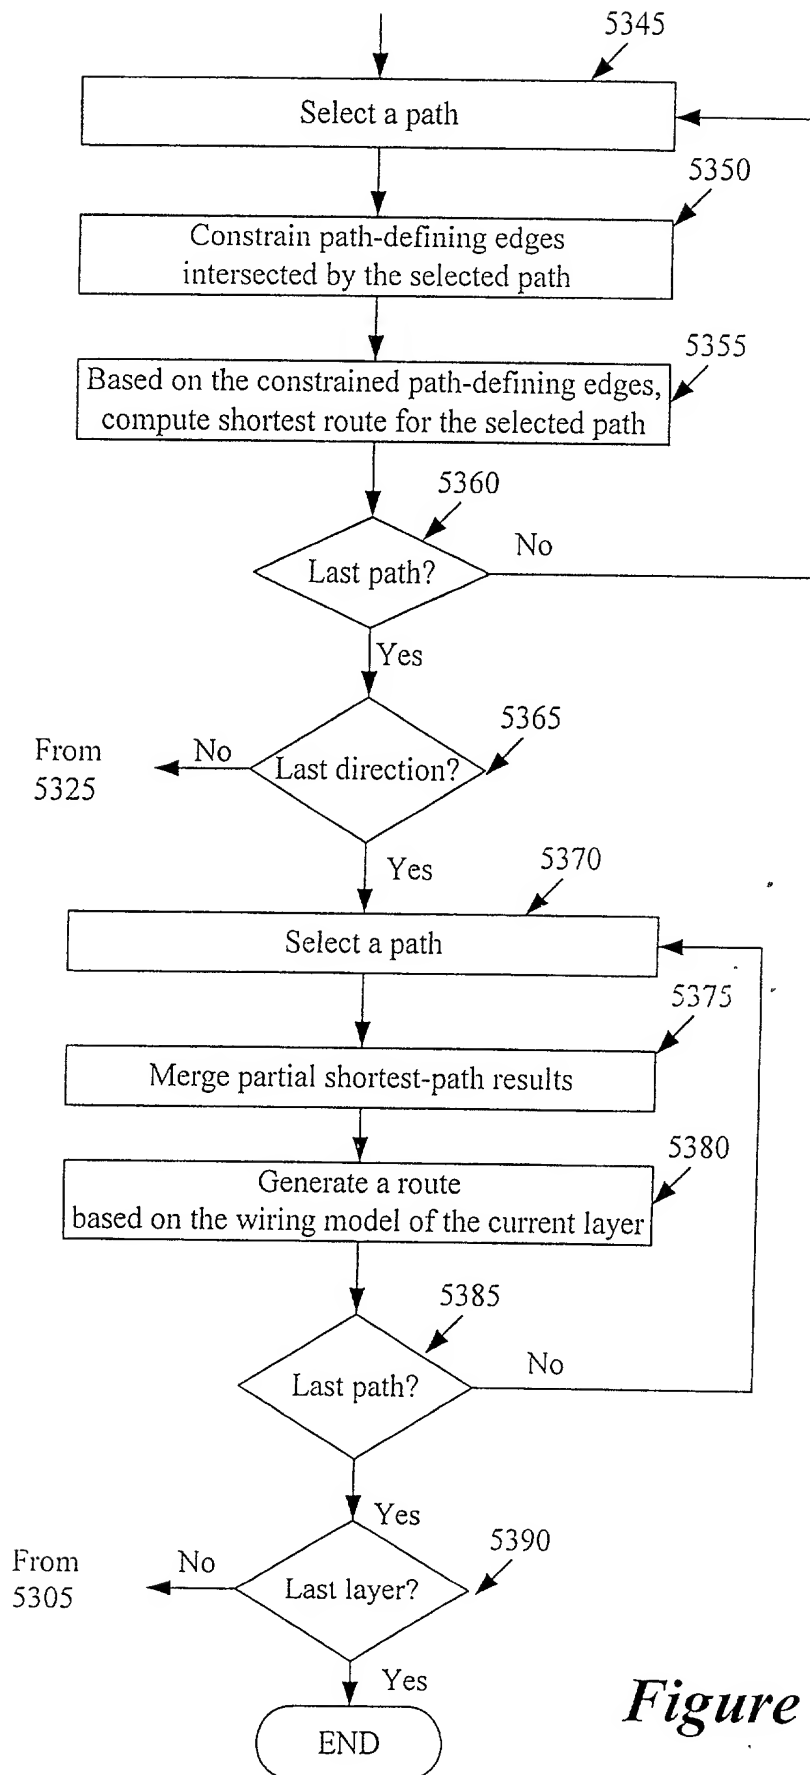 5345
Select a path
5350
Constrain path-defining edges
intersected by the selected path
5355
Based on the constrained path-defining edges,
compute shortest route for the selected path
5360
Last path?
No
Yes
5365
From
5325
No
Last direction?
Yes
5370
Select a path
5375
Merge partial shortest-path results
5380
Generate a route
based on the wiring model of the current layer
5385
Last path?
No
Yes
5390
From
5305
No
Last layer?
Yes
END
Figure